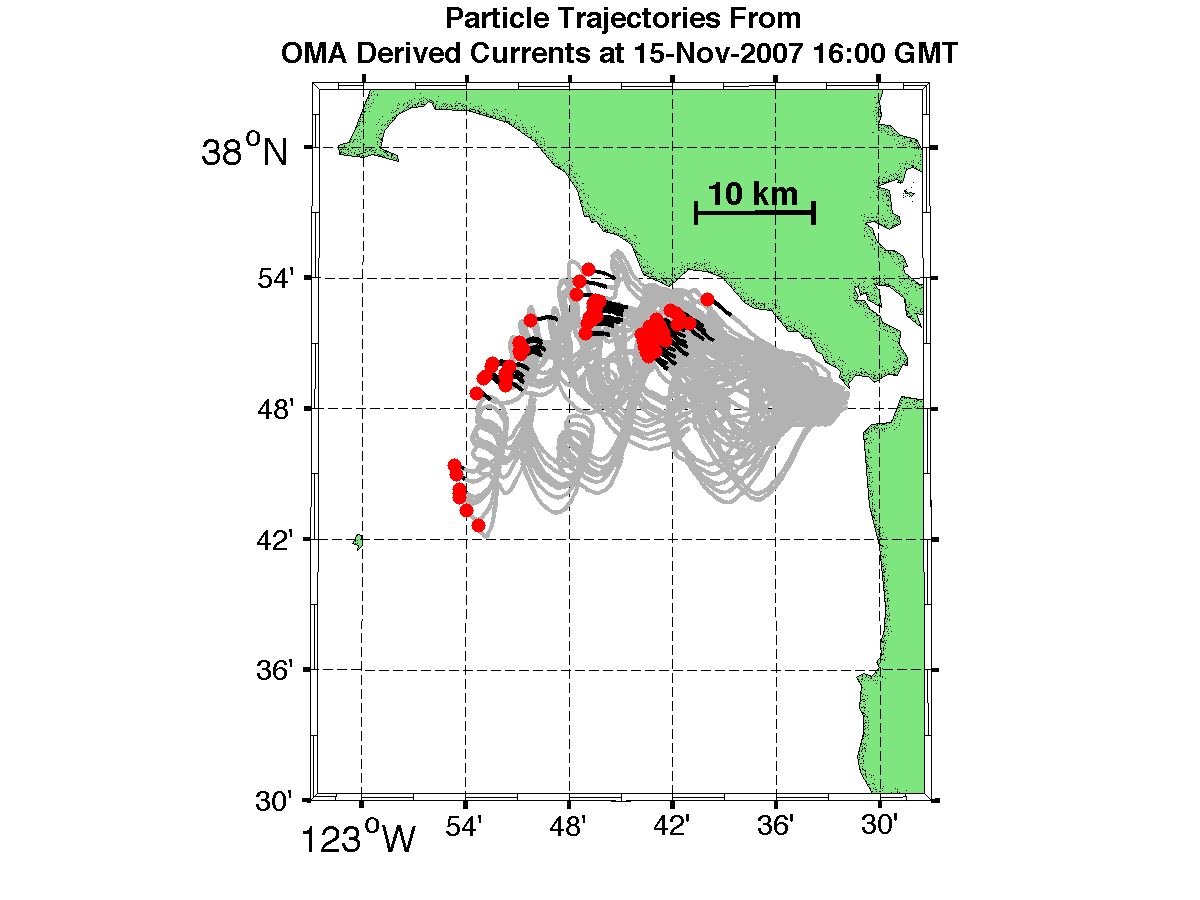 Particle Trajectories From
OMA Derived Currents at 15-Nov-2007 16:00 GMT
38°N
10 km
54'
48'
42'
36'
30'
123°W
54'
48'
42'
36'
30'